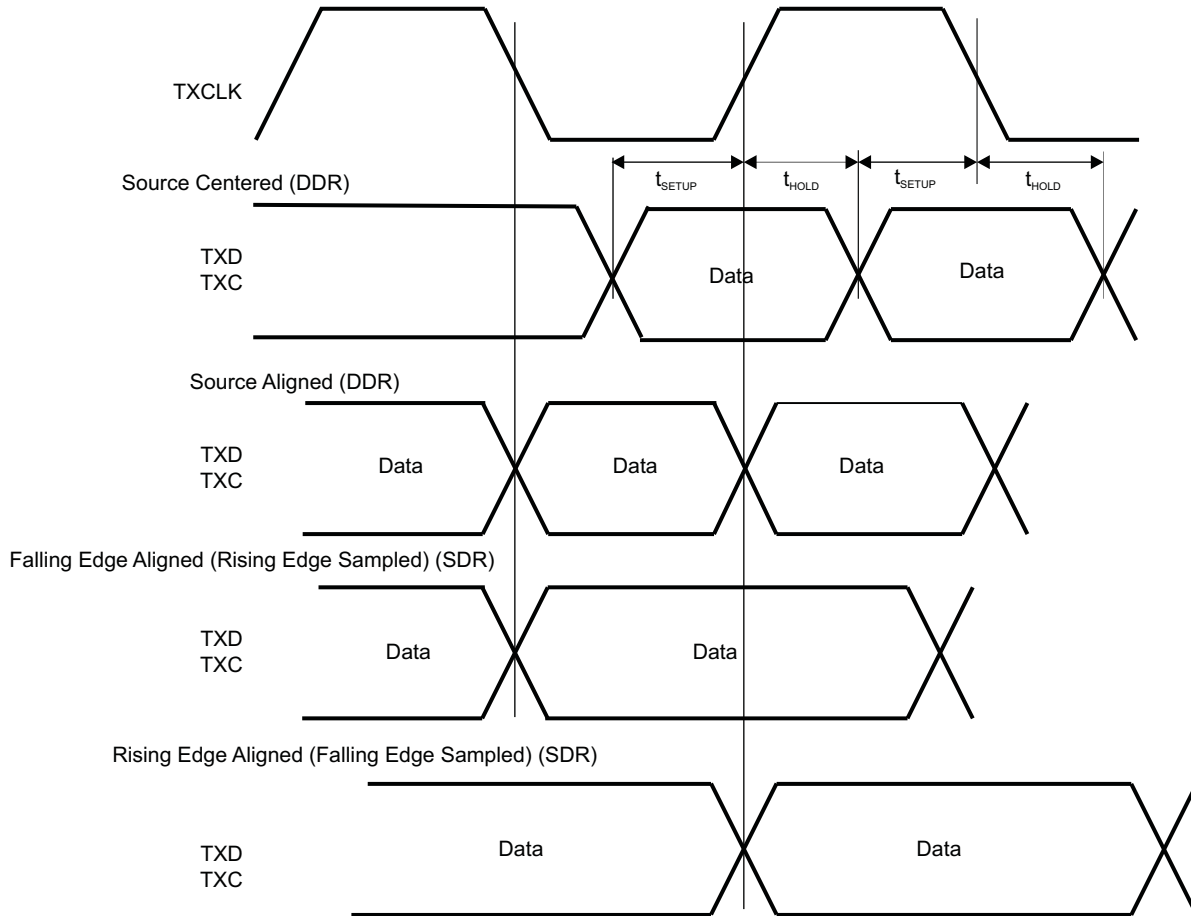 TXCLK
Source Centered (DDR)
tSETUP
tHOLD
tSETUP
tHOLD
TXD
TXC
Data
Data
Source Aligned (DDR)
TXD
TXC
Data
Data
Data
Falling Edge Aligned (Rising Edge Sampled) (SDR)
TXD
TXC
Data
Data
Rising Edge Aligned (Falling Edge Sampled) (SDR)
TXD
TXC
Data
Data